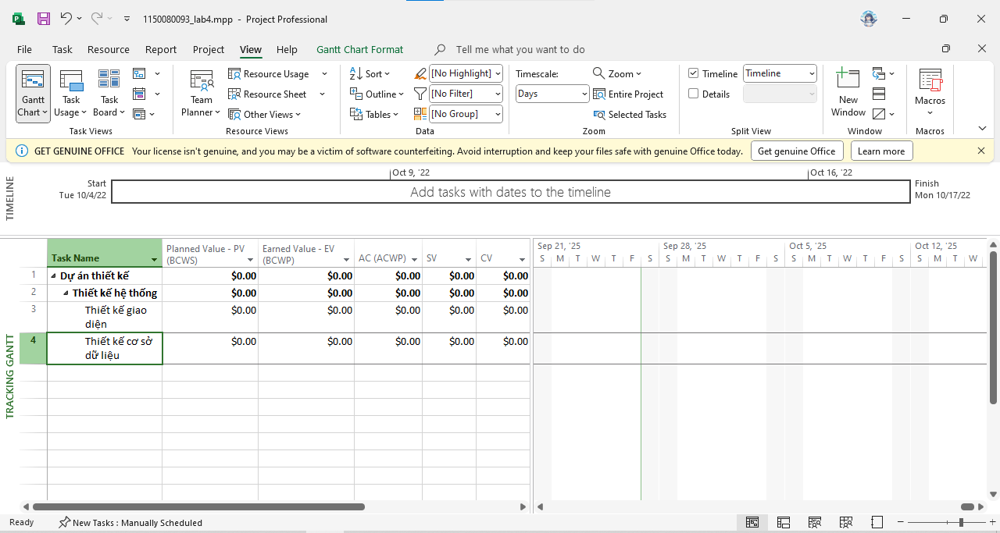 1150080093_lab4.mpp - Project Professional
File Task Resource Report Project View Help Gantt Chart Format Tell me what you want to do
Gantt Chart
Task Usage
Task Board
Task Views
Team Planner
Resource Usage
Resource Sheet
Other Views
Resource Views
Sort
Outline
Tables
[No Highlight]
[No Filter]
[No Group]
Data
Timescale:
Days
Zoom
Entire Project
Selected Tasks
Zoom
Timeline Timeline
Details
Split View
New Window
Window
Macros
Macros
GET GENUINE OFFICE Your license isn't genuine, and you may be a victim of software counterfeiting. Avoid interruption and keep your files safe with genuine Office today. Get genuine Office Learn more
TIMELINE
Oct 9, '22 Oct 16, '22
Start
Tue 10/4/22
Add tasks with dates to the timeline
Finish
Mon 10/17/22
TRACKING GANTT
Task Name
Planned Value - PV (BCWS)
Earned Value - EV (BCWP)
AC (ACWP)
SV
CV
Sep 21, '25 Sep 28, '25 Oct 5, '25 Oct 12, '25
S M T W T F S S M T W T F S S M T W T F S S M T W
1 Dự án thiết kế $0.00 $0.00 $0.00 $0.00 $0.00
2 Thiết kế hệ thống $0.00 $0.00 $0.00 $0.00 $0.00
3 Thiết kế giao diện $0.00 $0.00 $0.00 $0.00 $0.00
4 Thiết kế cơ sở dữ liệu $0.00 $0.00 $0.00 $0.00 $0.00
Ready New Tasks : Manually Scheduled